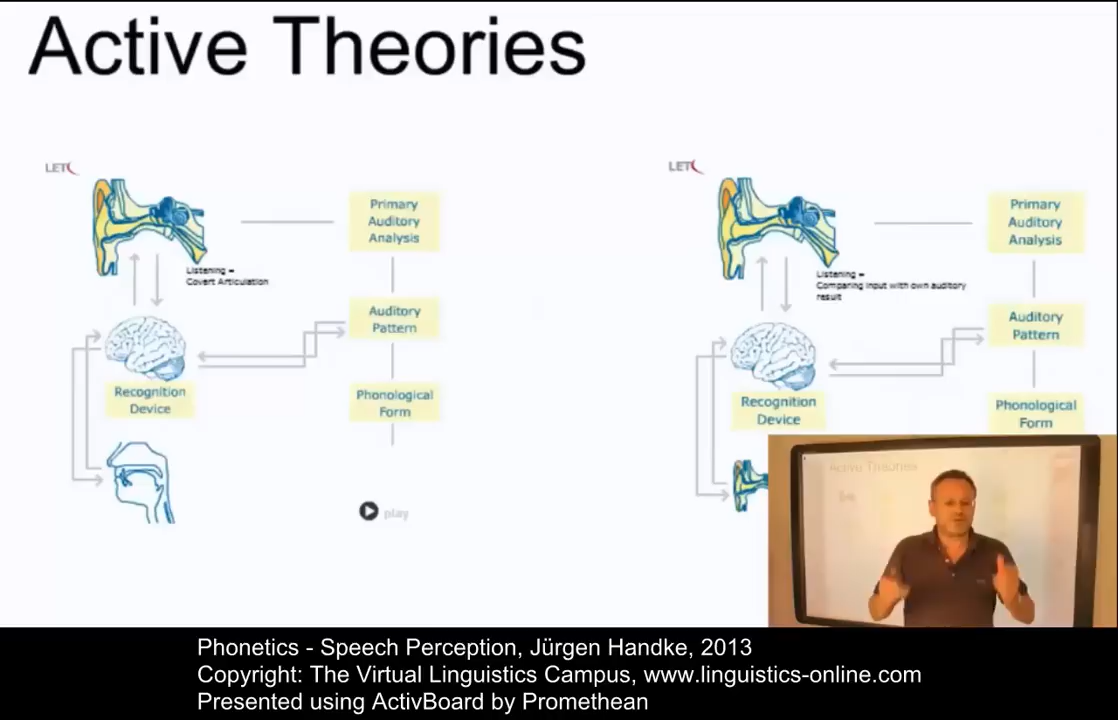 Active Theories
LET
Primary
Auditory
Analysis
Listening =
Covert Articulation
Auditory
Pattern
Recognition
Device
Phonological
Form
play
LET
Primary
Auditory
Analysis
Listening =
Comparing input with own auditory
result
Auditory
Pattern
Recognition
Device
Phonological
Form
Active Theories
Phonetics - Speech Perception, Jürgen Handke, 2013
Copyright: The Virtual Linguistics Campus, www.linguistics-online.com
Presented using ActivBoard by Promethean